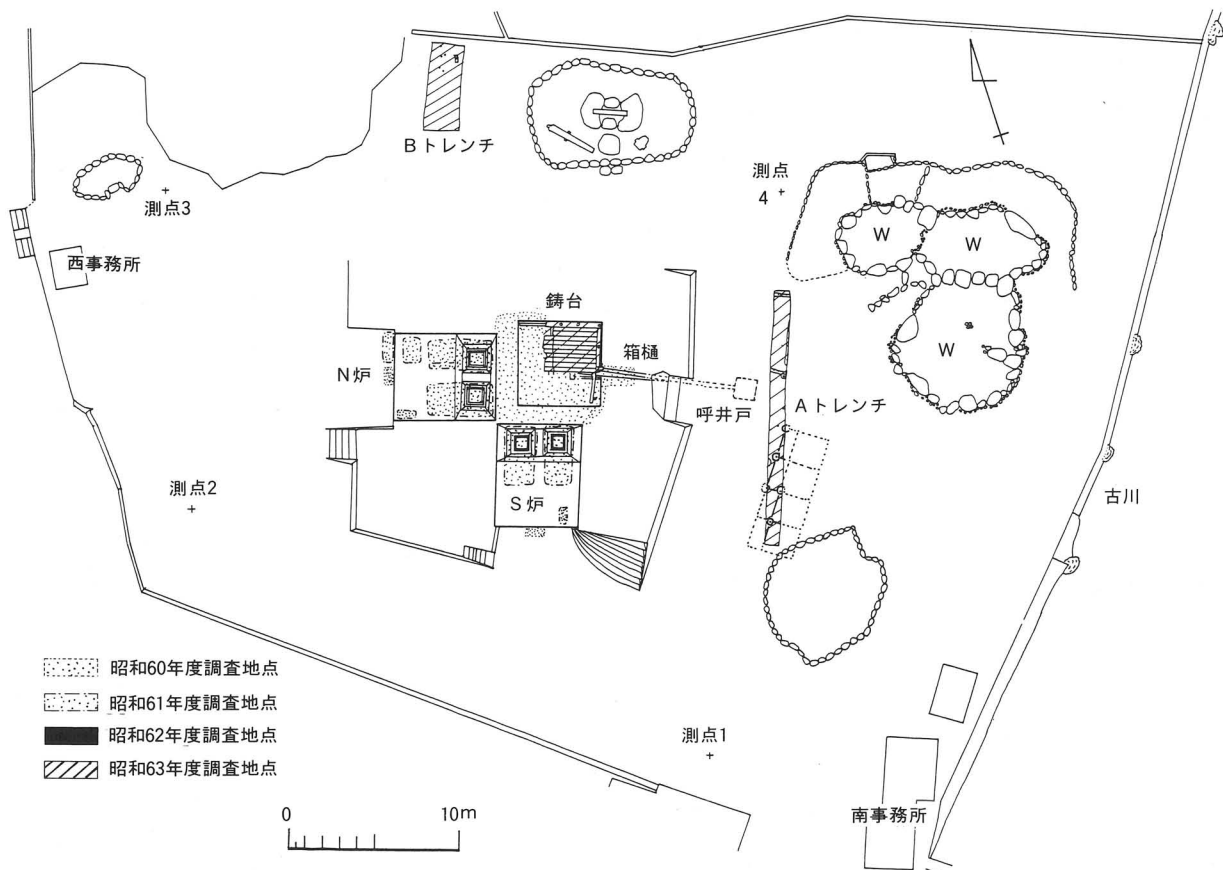 Bトレンチ
測点
4
測点3
W
W
西事務所
鋳台
箱樋
N炉
W
呼井戸
Aトレンチ
測点2
S炉
古川
昭和60年度調査地点
昭和61年度調査地点
昭和62年度調査地点
昭和63年度調査地点
測点1
0
10m
南事務所